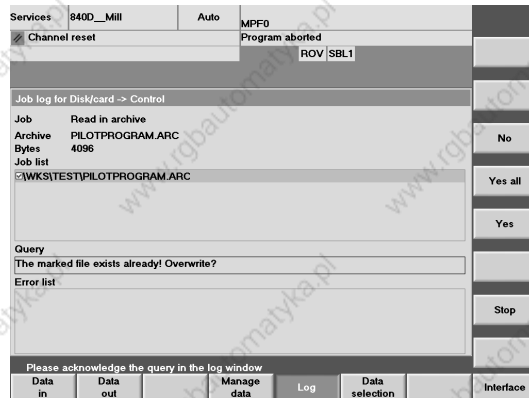 Services 840D__Mill Auto MPF0
Channel reset Program aborted
ROV SBL1
Job log for Disk/card -> Control
Job Read in archive
Archive PILOTPROGRAM.ARC
Bytes 4096
Job list
\WKS\TEST\PILOTPROGRAM.ARC
Query
The marked file exists already! Overwrite?
Error list
No
Yes all
Yes
Stop
Please acknowledge the query in the log window
Data in
Data out
Manage data
Log
Data selection
Interface
www.rgbautomatyka.pl